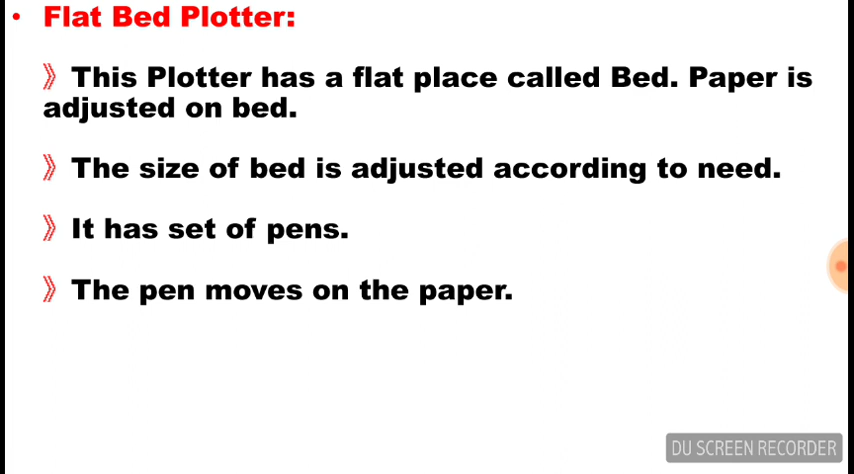 • Flat Bed Plotter:
》This Plotter has a flat place called Bed. Paper is
adjusted on bed.
》The size of bed is adjusted according to need.
》It has set of pens.
》The pen moves on the paper.
DU SCREEN RECORDER